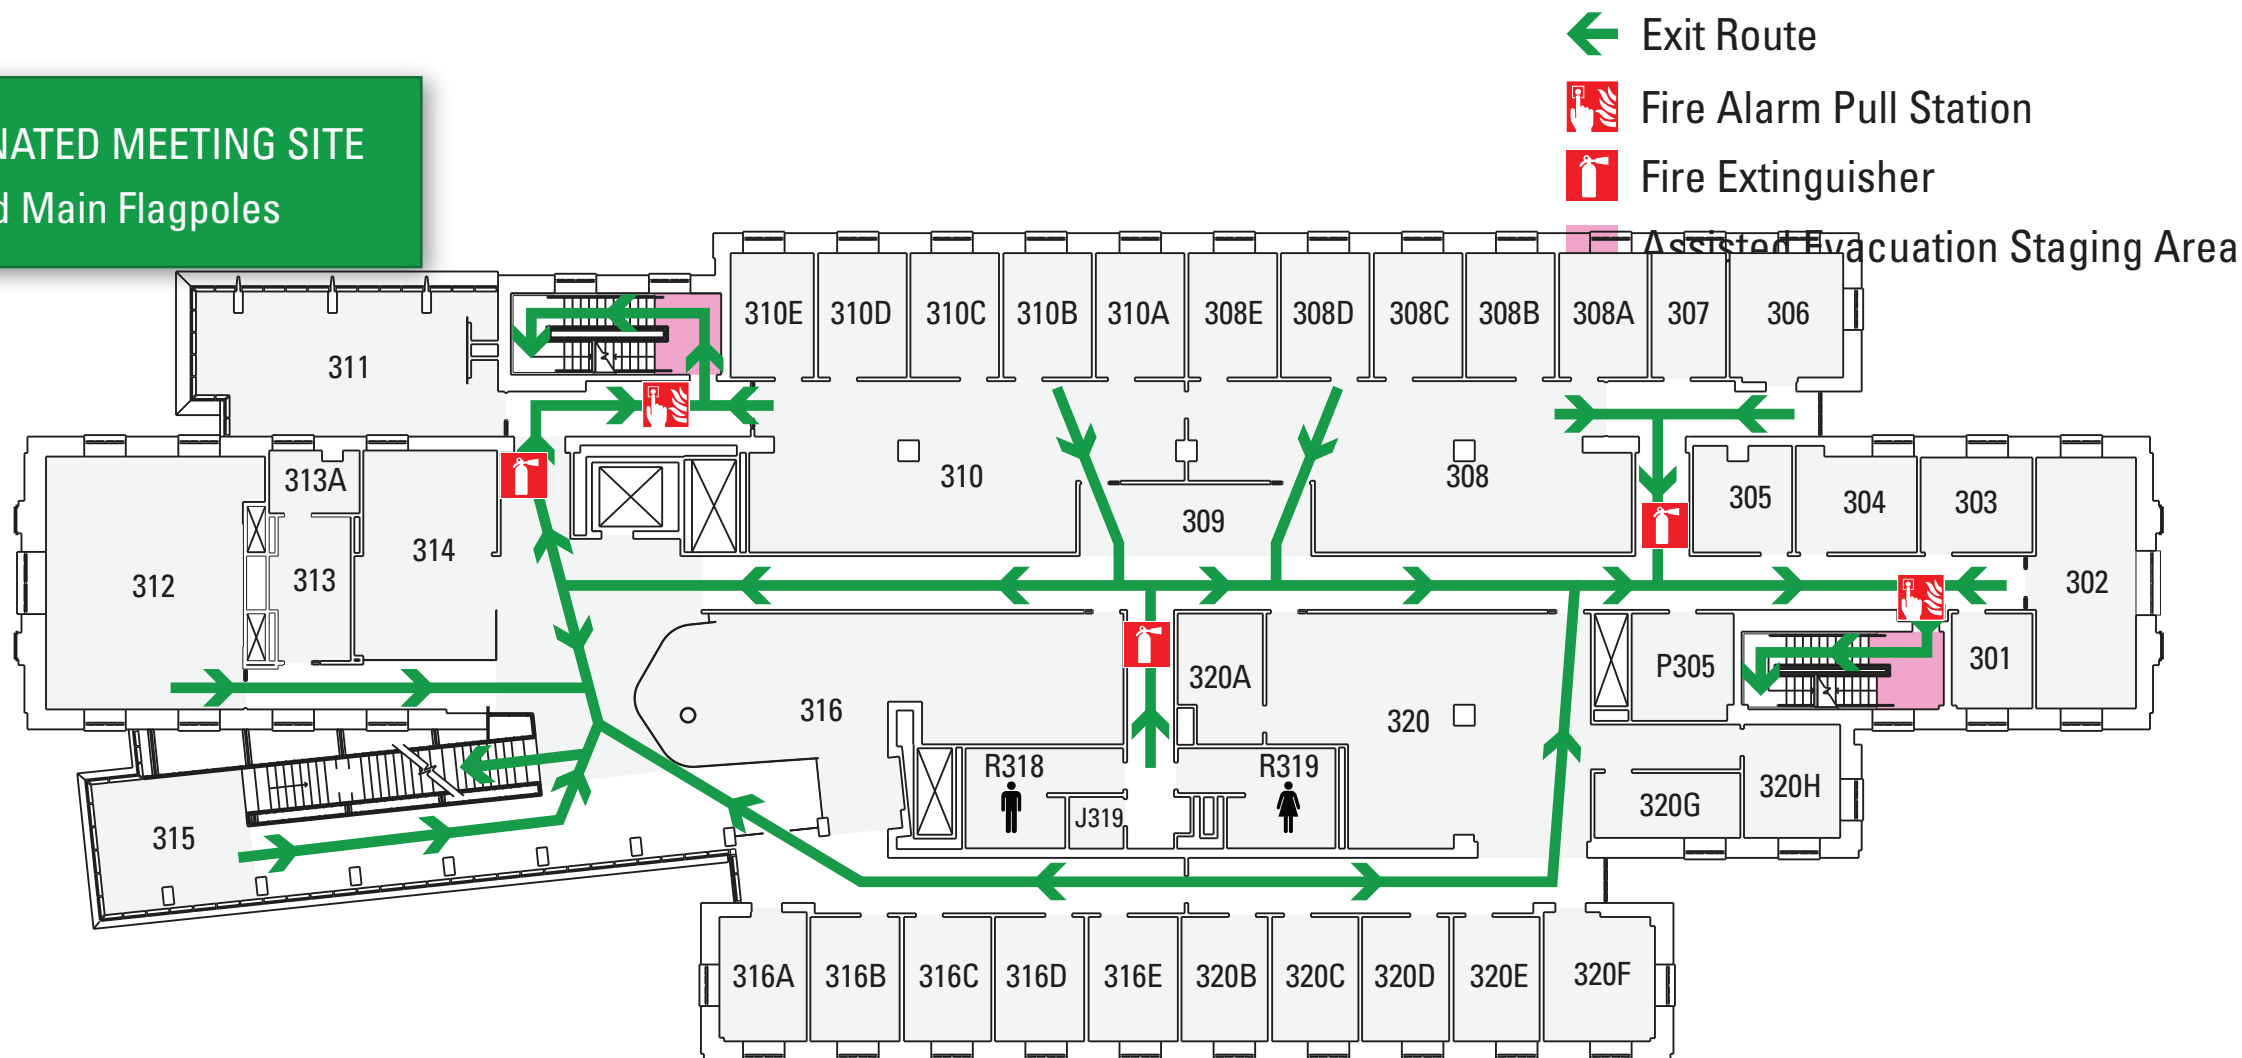 Exit Route
Fire Alarm Pull Station
Fire Extinguisher
Assisted Evacuation Staging Area
NATED MEETING SITE
d Main Flagpoles
310E 310D 310C 310B 310A 308E 308D 308C 308B 308A 307 306
311
313A 310 308 305 304 303
309
312 313 314 302
316 320A 320 P305 301
R318 R319
J319 320G 320H
315
316A 316B 316C 316D 316E 320B 320C 320D 320E 320F